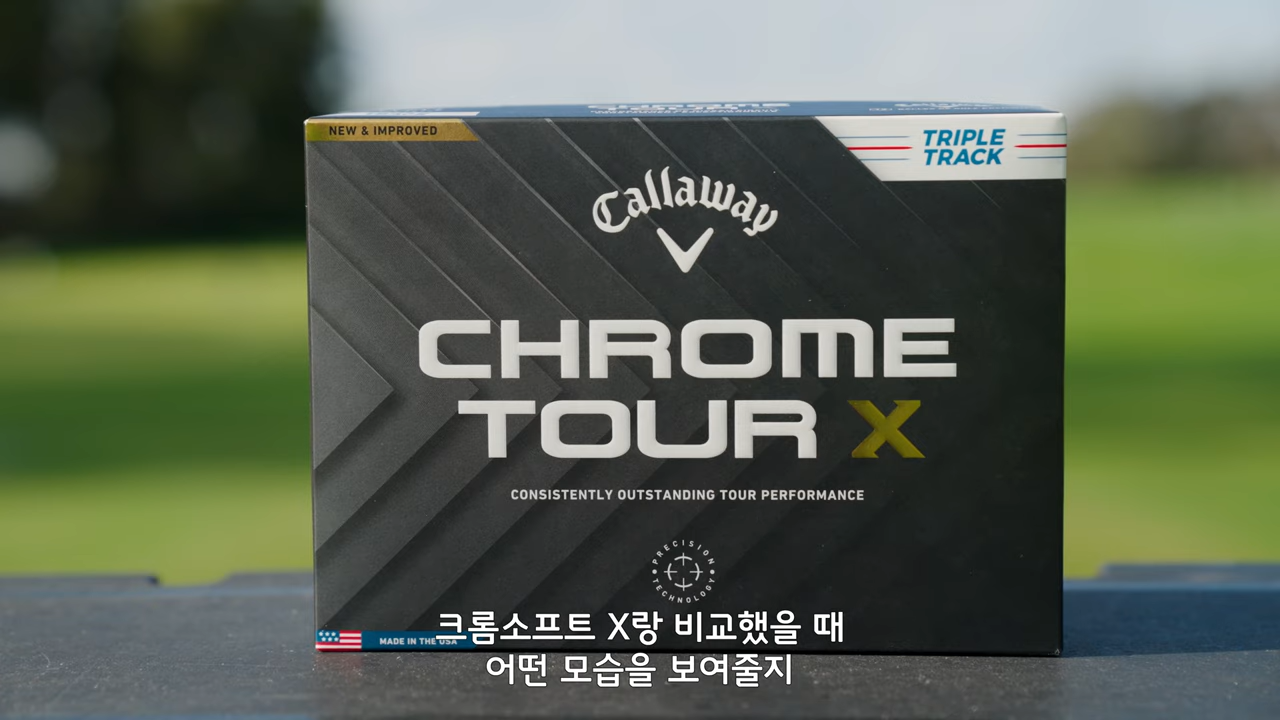 NEW & IMPROVED
TRIPLE
TRACK
Callaway
CHROME
TOUR X
CONSISTENTLY OUTSTANDING TOUR PERFORMANCE
PRECISION
TECHNOLOGY
MADE IN THE USA
크롬소프트 X랑 비교했을 때
어떤 모습을 보여줄지